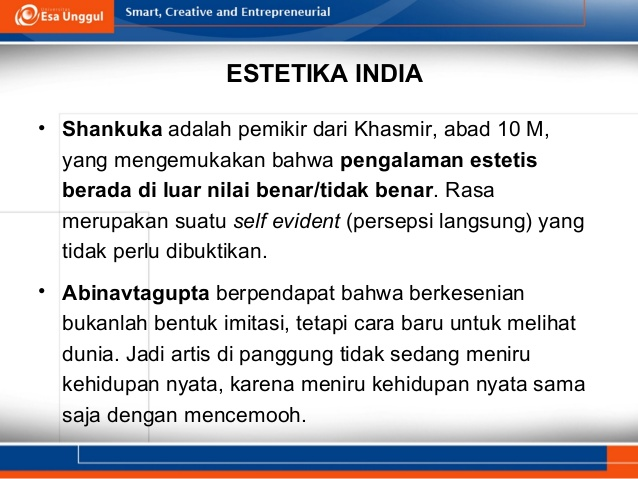 Esa Unggul
Smart, Creative and Entrepreneurial
ESTETIKA INDIA
• Shankuka adalah pemikir dari Khasmir, abad 10 M,
yang mengemukakan bahwa pengalaman estetis
berada di luar nilai benar/tidak benar. Rasa
merupakan suatu self evident (persepsi langsung) yang
tidak perlu dibuktikan.
• Abinavtagupta berpendapat bahwa berkesenian
bukanlah bentuk imitasi, tetapi cara baru untuk melihat
dunia. Jadi artis di panggung tidak sedang meniru
kehidupan nyata, karena meniru kehidupan nyata sama
saja dengan mencemooh.